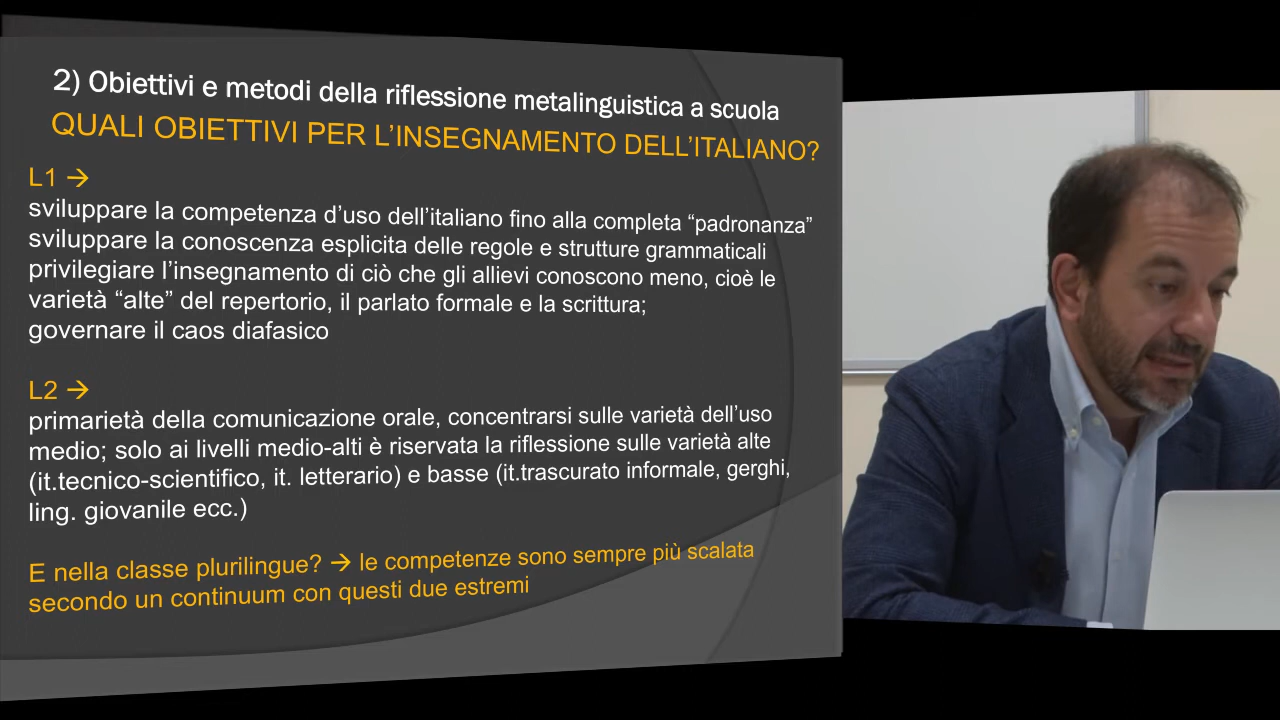 2) Obiettivi e metodi della riflessione metalinguistica a scuola
QUALI OBIETTIVI PER L'INSEGNAMENTO DELL'ITALIANO?
L1 →
sviluppare la competenza d'uso dell'italiano fino alla completa “padronanza”
sviluppare la conoscenza esplicita delle regole e strutture grammaticali
privilegiare l'insegnamento di ciò che gli allievi conoscono meno, cioè le
varietà “alte” del repertorio, il parlato formale e la scrittura;
governare il caos diafasico
L2 →
primarietà della comunicazione orale, concentrarsi sulle varietà dell'uso
medio; solo ai livelli medio-alti è riservata la riflessione sulle varietà alte
(it.tecnico-scientifico, it. letterario) e basse (it.trascurato informale, gerghi,
ling. giovanile ecc.)
E nella classe plurilingue? → le competenze sono sempre più scalata
secondo un continuum con questi due estremi